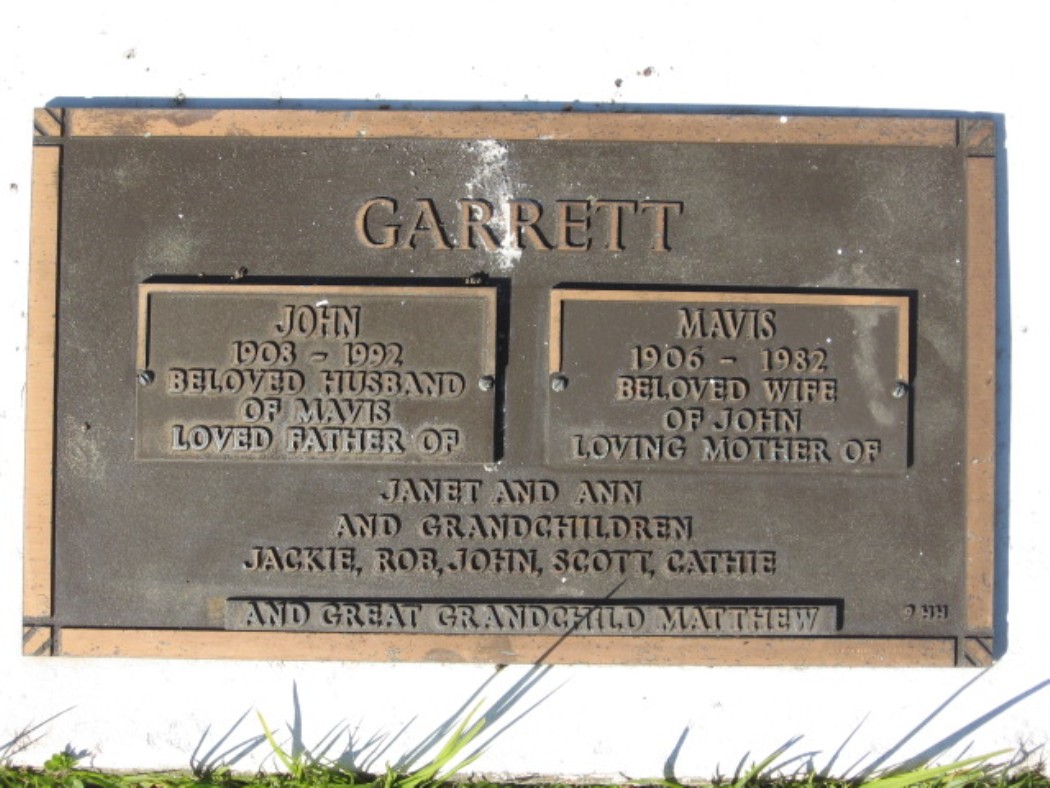 GARRETT
JOHN
1908 - 1992
BELOVED HUSBAND
OF MAVIS
LOVED FATHER OF
MAVIS
1906 - 1982
BELOVED WIFE
OF JOHN
LOVING MOTHER OF
JANET AND ANN
AND GRANDCHILDREN
JACKIE, ROB, JOHN, SCOTT, CATHIE
AND GREAT GRANDCHILD MATTHEW